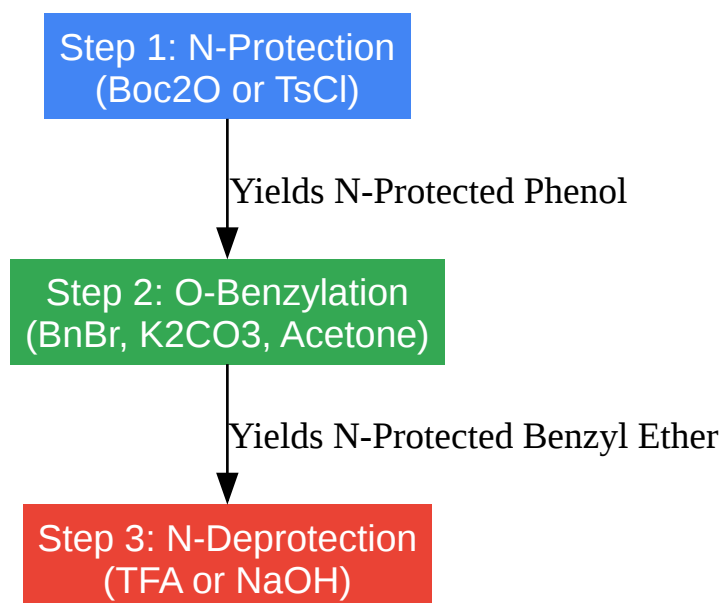 Step 1: N-Protection
(Boc2O or TsCl)
Yields N-Protected Phenol
Step 2: O-Benzylation
(BnBr, K2CO3, Acetone)
Yields N-Protected Benzyl Ether
Step 3: N-Deprotection
(TFA or NaOH)